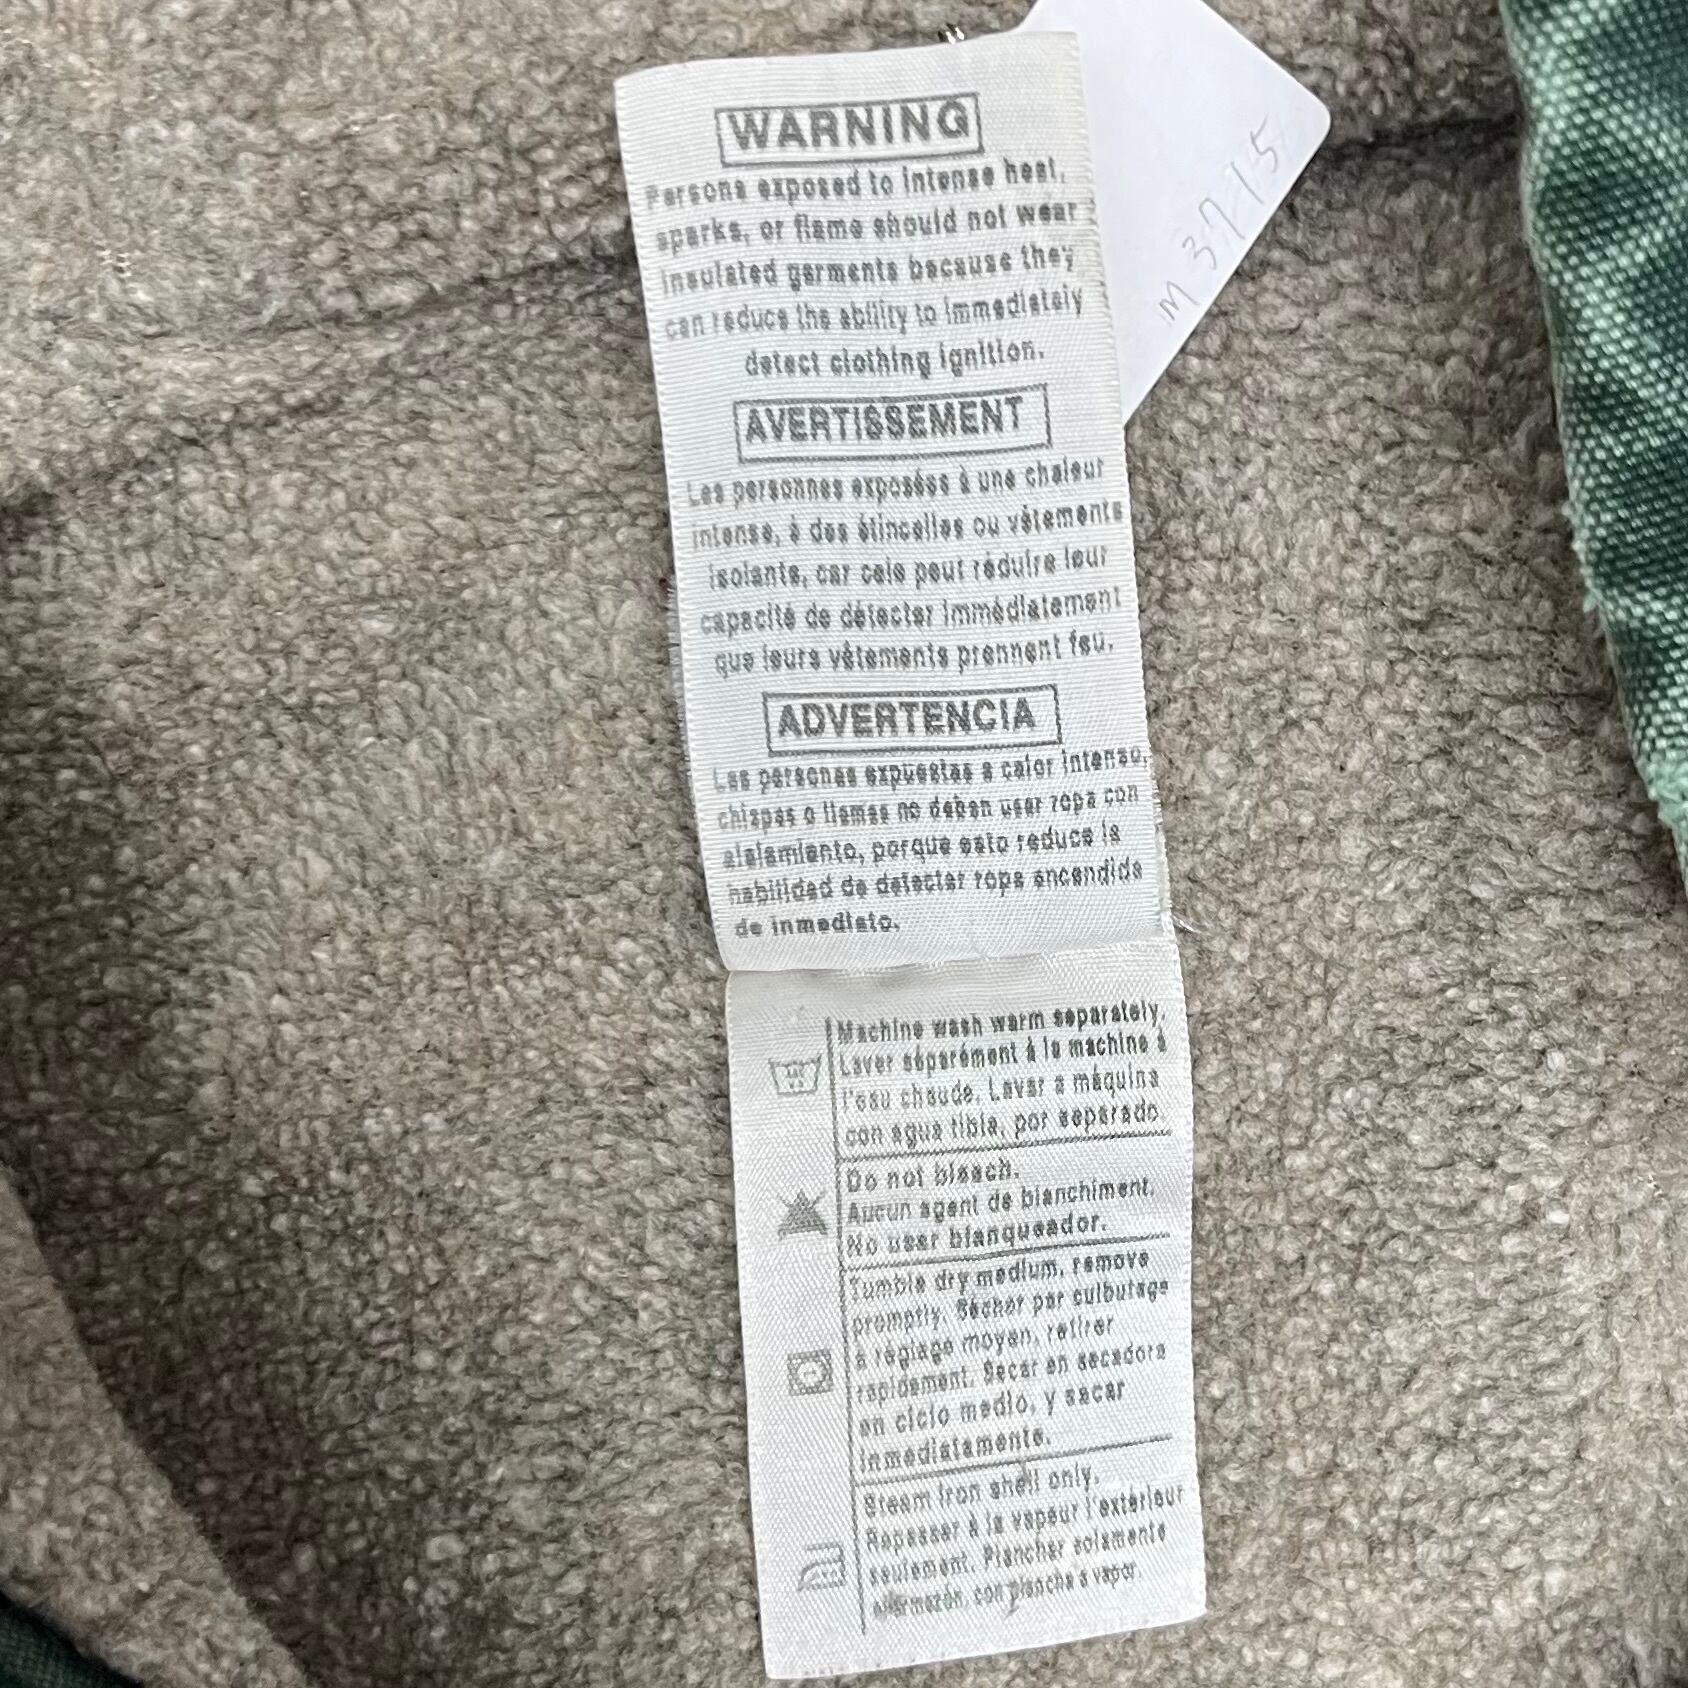 WARNING
Persons exposed to intense heat,
sparks, or flame should not wear
insulated garments because they
can reduce the ability to immediately
detect clothing ignition.
AVERTISSEMENT
Les personnes exposées à une chaleur
intense, à des étincelles ou vêtements
isolants, car cela peut réduire leur
capacité de détecter immédiatement
que leurs vêtements prennent feu.
ADVERTENCIA
Las personas expuestas a calor intenso,
chispas o llamas no deben usar ropa con
aislamiento, porque esto reduce la
habilidad de detectar ropa encendida
de inmediato.
Machine wash warm separately.
Laver séparément à la machine à
l'eau chaude. Lavar a máquina
con agua tibia, por separado.
Do not bleach.
Aucun agent de blanchiment.
No usar blanqueador.
Tumble dry medium, remove
promptly. Sécher par culbutage
à réglage moyen, retirer
rapidement. Secar en secadora
en ciclo medio, y sacar
inmediatamente.
Steam iron shell only.
Repasser à la vapeur l'extérieur
seulement. Planchar solamente
el armazón, con plancha a vapor.
M 3715